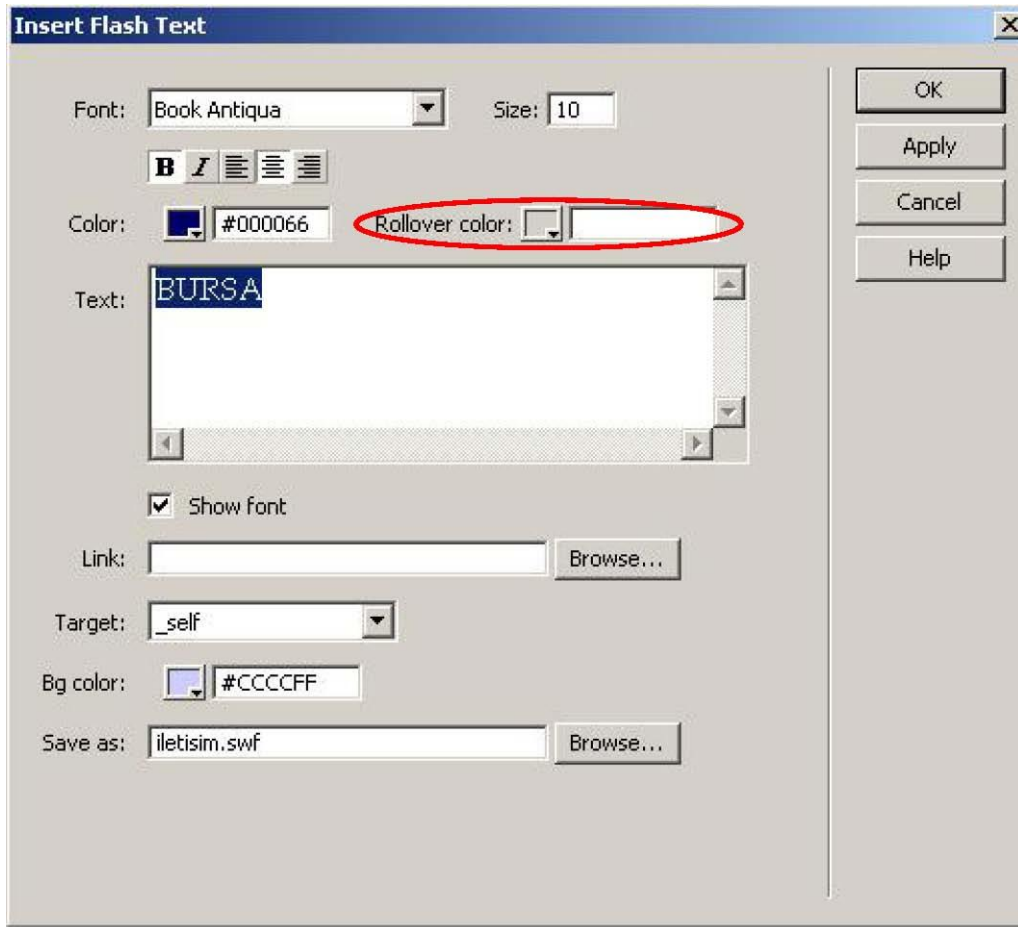 Insert Flash Text
Font: Book Antiqua Size: 10
B I
Color: #000066 Rollover color:
Text: BURSA
Show font
Link: Browse...
Target: _self
Bg color: #CCCCFF
Save as: iletisim.swf Browse...
OK
Apply
Cancel
Help